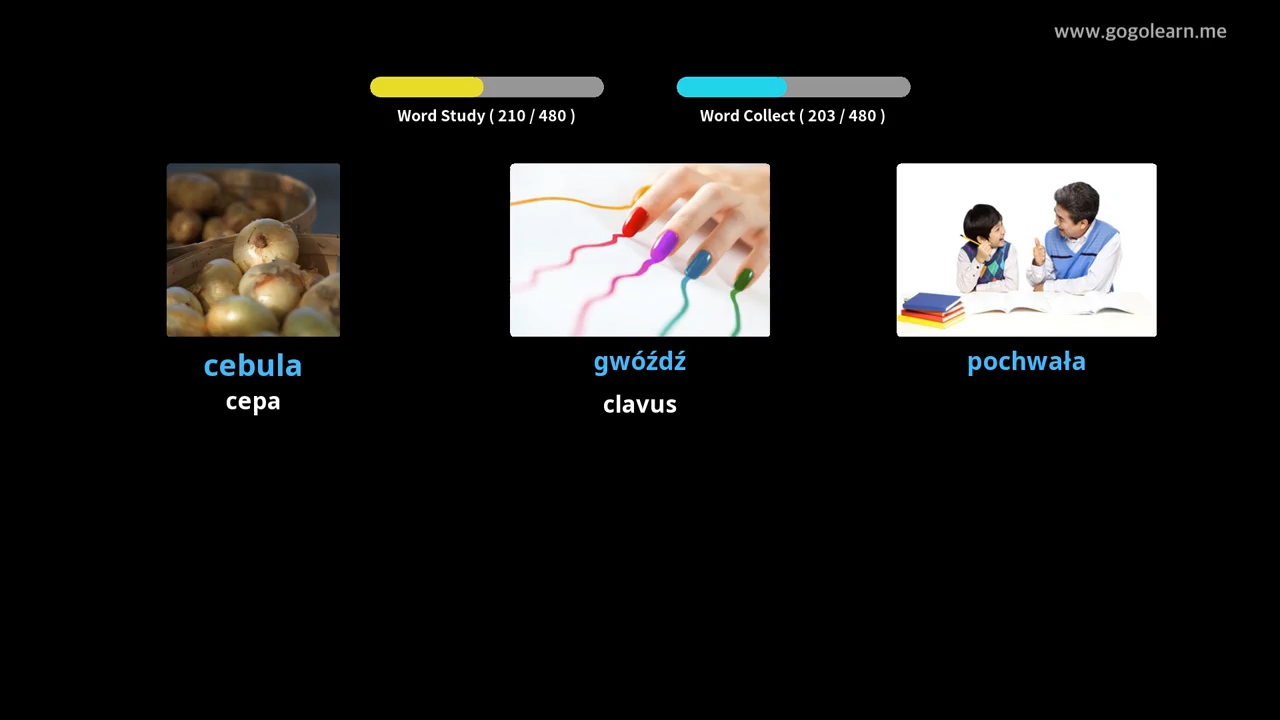 www.gogolearn.me
Word Study ( 210 / 480 )
Word Collect ( 203 / 480 )
cebula
cepa
gwóźdź
clavus
pochwała